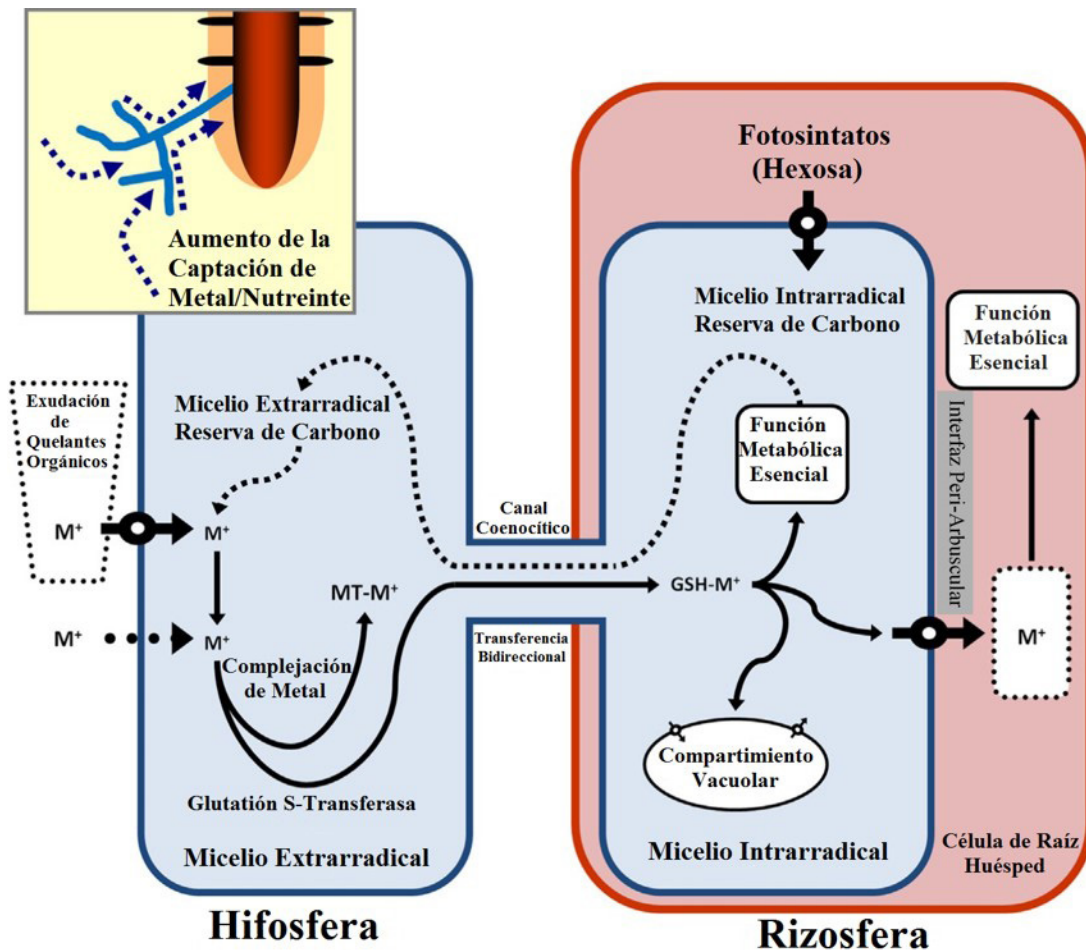 Aumento de la
Captación de
Metal/Nutreinte
Fotosintatos
(Hexosa)
Micelio Intrarradical
Reserva de Carbono
Función
Metabólica
Esencial
Exudación
de
Quelantes
Orgánicos
M⁺
M⁺
Micelio Extrarradical
Reserva de Carbono
M⁺
M⁺
MT-M⁺
Complejación
de Metal
Glutatión S-Transferasa
Micelio Extrarradical
Canal
Coenocítico
Transferencia
Bidireccional
Función
Metabólica
Esencial
GSH-M⁺
Compartimiento
Vacuolar
Micelio Intrarradical
Interfaz Peri-Arbuscular
M⁺
Célula de Raíz
Huésped
Hifosfera
Rizosfera